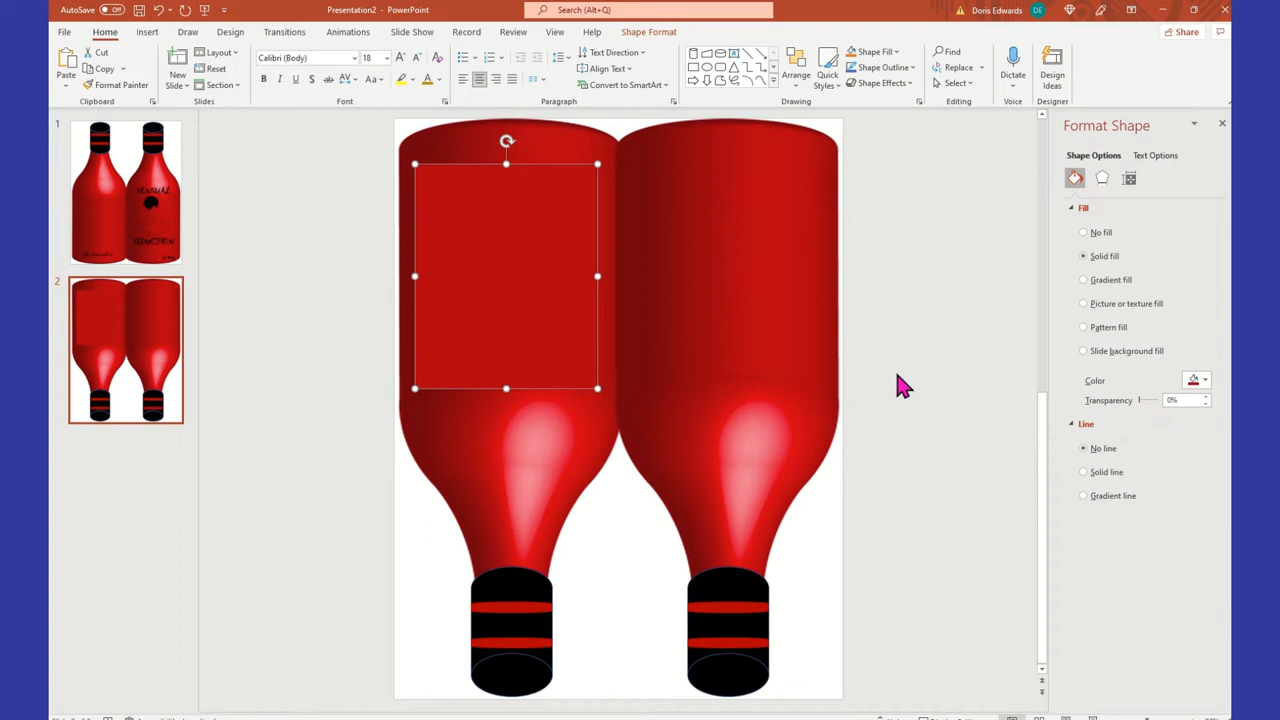 AutoSave Off Presentation2 - PowerPoint Search (Alt+Q) Doris Edwards DE
File Home Insert Draw Design Transitions Animations Slide Show Record Review View Help Shape Format Share
Paste Cut Copy Format Painter Clipboard
New Slide Layout Reset Section Slides
Calibri (Body) 18 B I U S ab AV Aa A Font
Text Direction Align Text Convert to SmartArt Paragraph
Arrange Quick Styles Shape Fill Shape Outline Shape Effects Drawing
Find Replace Select Editing
Dictate Voice
Design Ideas Designer
1
SENSUAL
SEDUCTION
2
Format Shape
Shape Options Text Options
Fill
No fill
Solid fill
Gradient fill
Picture or texture fill
Pattern fill
Slide background fill
Color
Transparency 0%
Line
No line
Solid line
Gradient line